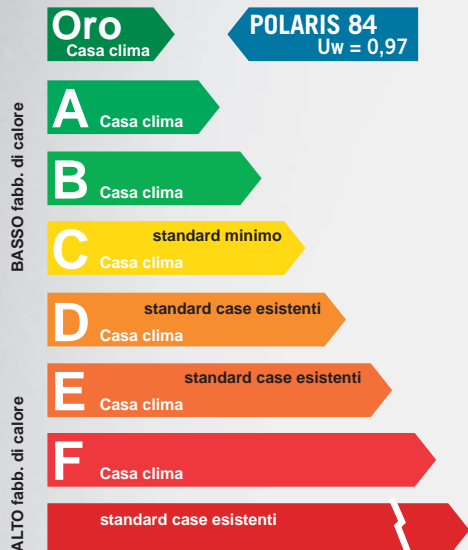 Oro
Casa clima
POLARIS 84
Uw = 0,97
A Casa clima
B Casa clima
standard minimo
C Casa clima
standard case esistenti
D Casa clima
standard case esistenti
E Casa clima
F Casa clima
standard case esistenti
BASSO fabb. di calore
ALTO fabb. di calore